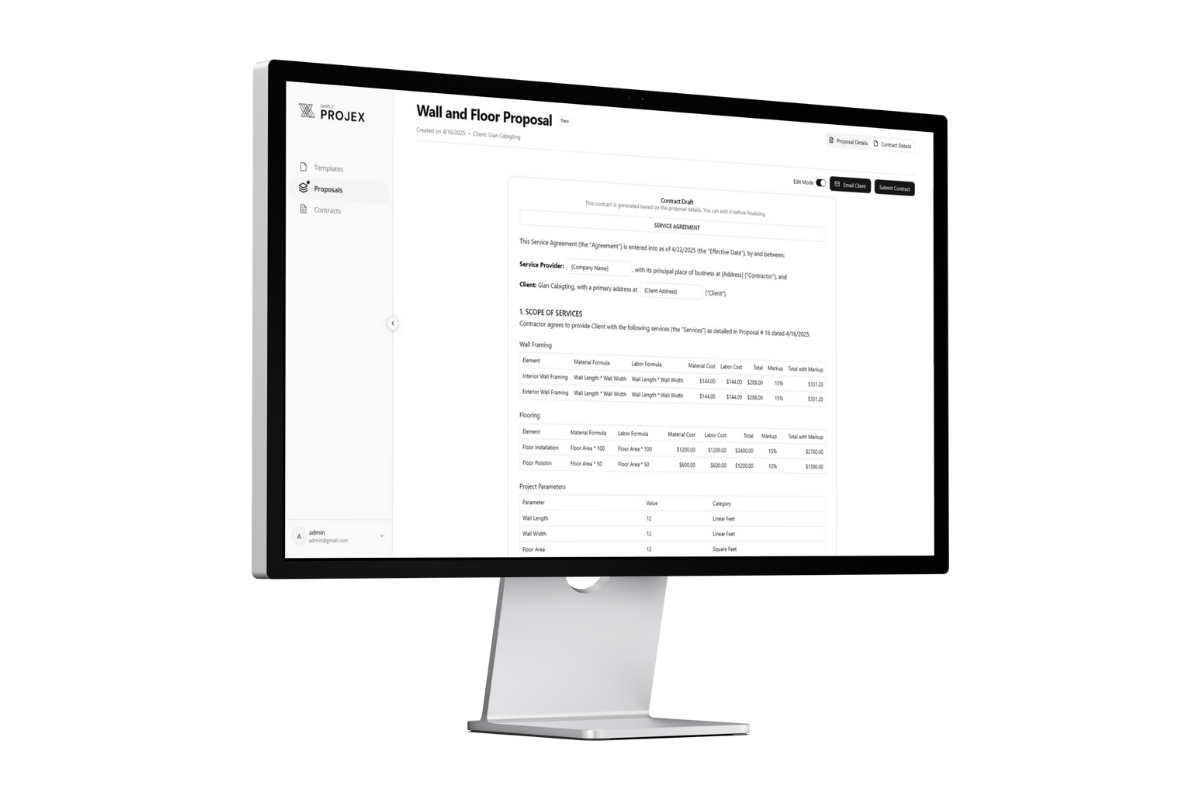 SIMPLE
PROJEX
Templates
Proposals
Contracts
A admin
admin@gmail.com
Wall and Floor Proposal New
Created on 4/16/2025 • Client: Gian Cabigting
Proposal Details Contract Details
Edit Mode Email Client Submit Contract
Contract Draft
This contract is generated based on the proposal details. You can edit it before finalizing.
SERVICE AGREEMENT
This Service Agreement (the "Agreement") is entered into as of 4/22/2025 (the "Effective Date"), by and between:
Service Provider: [Company Name] , with its principal place of business at [Address] ("Contractor"), and
Client: Gian Cabigting, with a primary address at [Client Address] ("Client").
1. SCOPE OF SERVICES
Contractor agrees to provide Client with the following services (the "Services") as detailed in Proposal # 16 dated 4/16/2025:
Wall Framing
Element Material Formula Labor Formula Material Cost Labor Cost Total Markup Total with Markup
Interior Wall Framing Wall Length * Wall Width Wall Length * Wall Width $144.00 $144.00 $288.00 15% $331.20
Exterior Wall Framing Wall Length * Wall Width Wall Length * Wall Width $144.00 $144.00 $288.00 15% $331.20
Flooring
Element Material Formula Labor Formula Material Cost Labor Cost Total Markup Total with Markup
Floor Installation Floor Area * 100 Floor Area * 100 $1200.00 $1200.00 $2400.00 15% $2760.00
Floor Polishin Floor Area * 50 Floor Area * 50 $600.00 $600.00 $1200.00 15% $1380.00
Project Parameters
Parameter Value Category
Wall Length 12 Linear Feet
Wall Width 12 Linear Feet
Floor Area 12 Square Feet